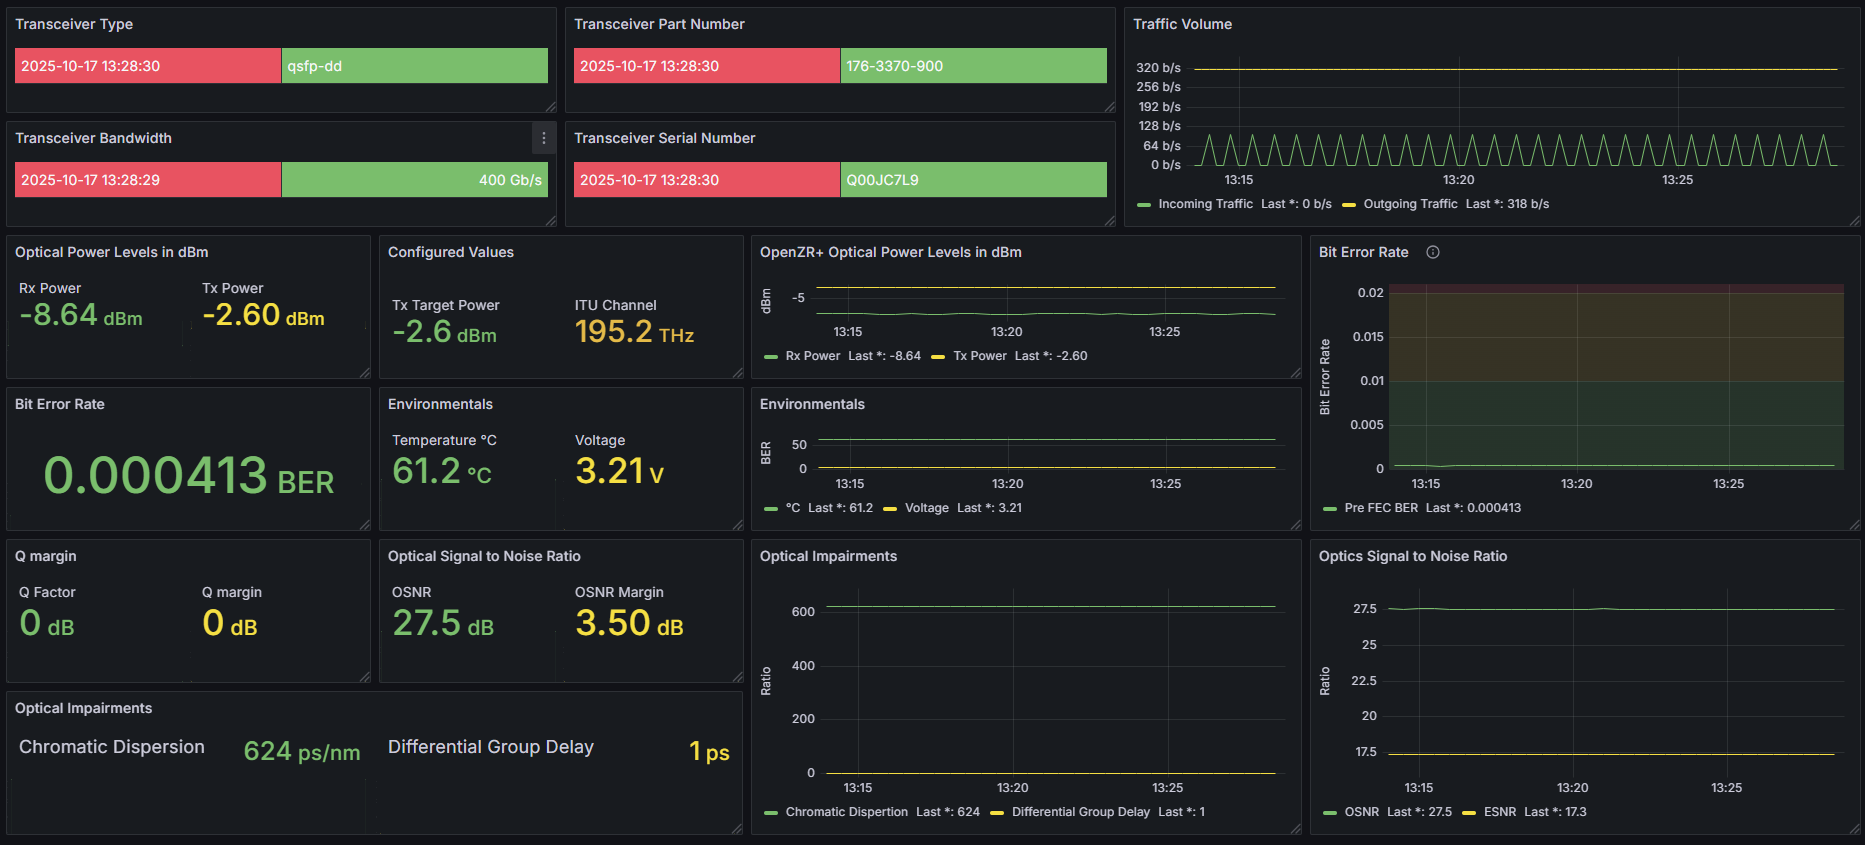 Transceiver Type
2025-10-17 13:28:30 qsfp-dd
Transceiver Part Number
2025-10-17 13:28:30 176-3370-900
Traffic Volume
320 b/s
256 b/s
192 b/s
128 b/s
64 b/s
0 b/s
13:15 13:20 13:25
Incoming Traffic Last *: 0 b/s Outgoing Traffic Last *: 318 b/s
Transceiver Bandwidth
2025-10-17 13:28:29 400 Gb/s
Transceiver Serial Number
2025-10-17 13:28:30 Q00JC7L9
Optical Power Levels in dBm
Rx Power Tx Power
-8.64 dBm -2.60 dBm
Configured Values
Tx Target Power ITU Channel
-2.6 dBm 195.2 THz
OpenZR+ Optical Power Levels in dBm
dBm
-5
13:15 13:20 13:25
Rx Power Last *: -8.64 Tx Power Last *: -2.60
Bit Error Rate
Bit Error Rate
0.02
0.015
0.01
0.005
0
13:15 13:20 13:25
Pre FEC BER Last *: 0.000413
Bit Error Rate
0.000413 BER
Environmentals
Temperature °C Voltage
61.2 °C 3.21 V
Environmentals
BER
50
0
13:15 13:20 13:25
°C Last *: 61.2 Voltage Last *: 3.21
Q margin
Q Factor Q margin
0 dB 0 dB
Optical Signal to Noise Ratio
OSNR OSNR Margin
27.5 dB 3.50 dB
Optical Impairments
Ratio
600
400
200
0
13:15 13:20 13:25
Chromatic Dispertion Last *: 624 Differential Group Delay Last *: 1
Optics Signal to Noise Ratio
Ratio
27.5
25
22.5
20
17.5
13:15 13:20 13:25
OSNR Last *: 27.5 ESNR Last *: 17.3
Optical Impairments
Chromatic Dispersion 624 ps/nm Differential Group Delay 1 ps